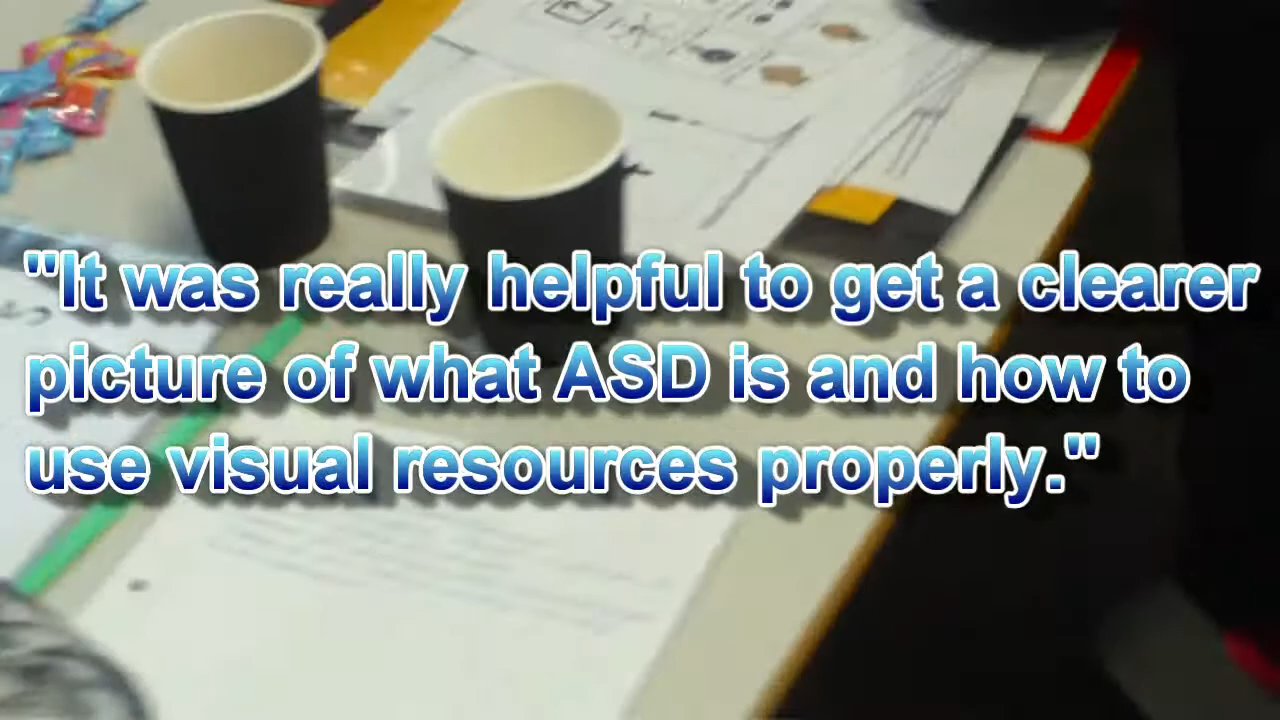 "It was really helpful to get a clearer
picture of what ASD is and how to
use visual resources properly."